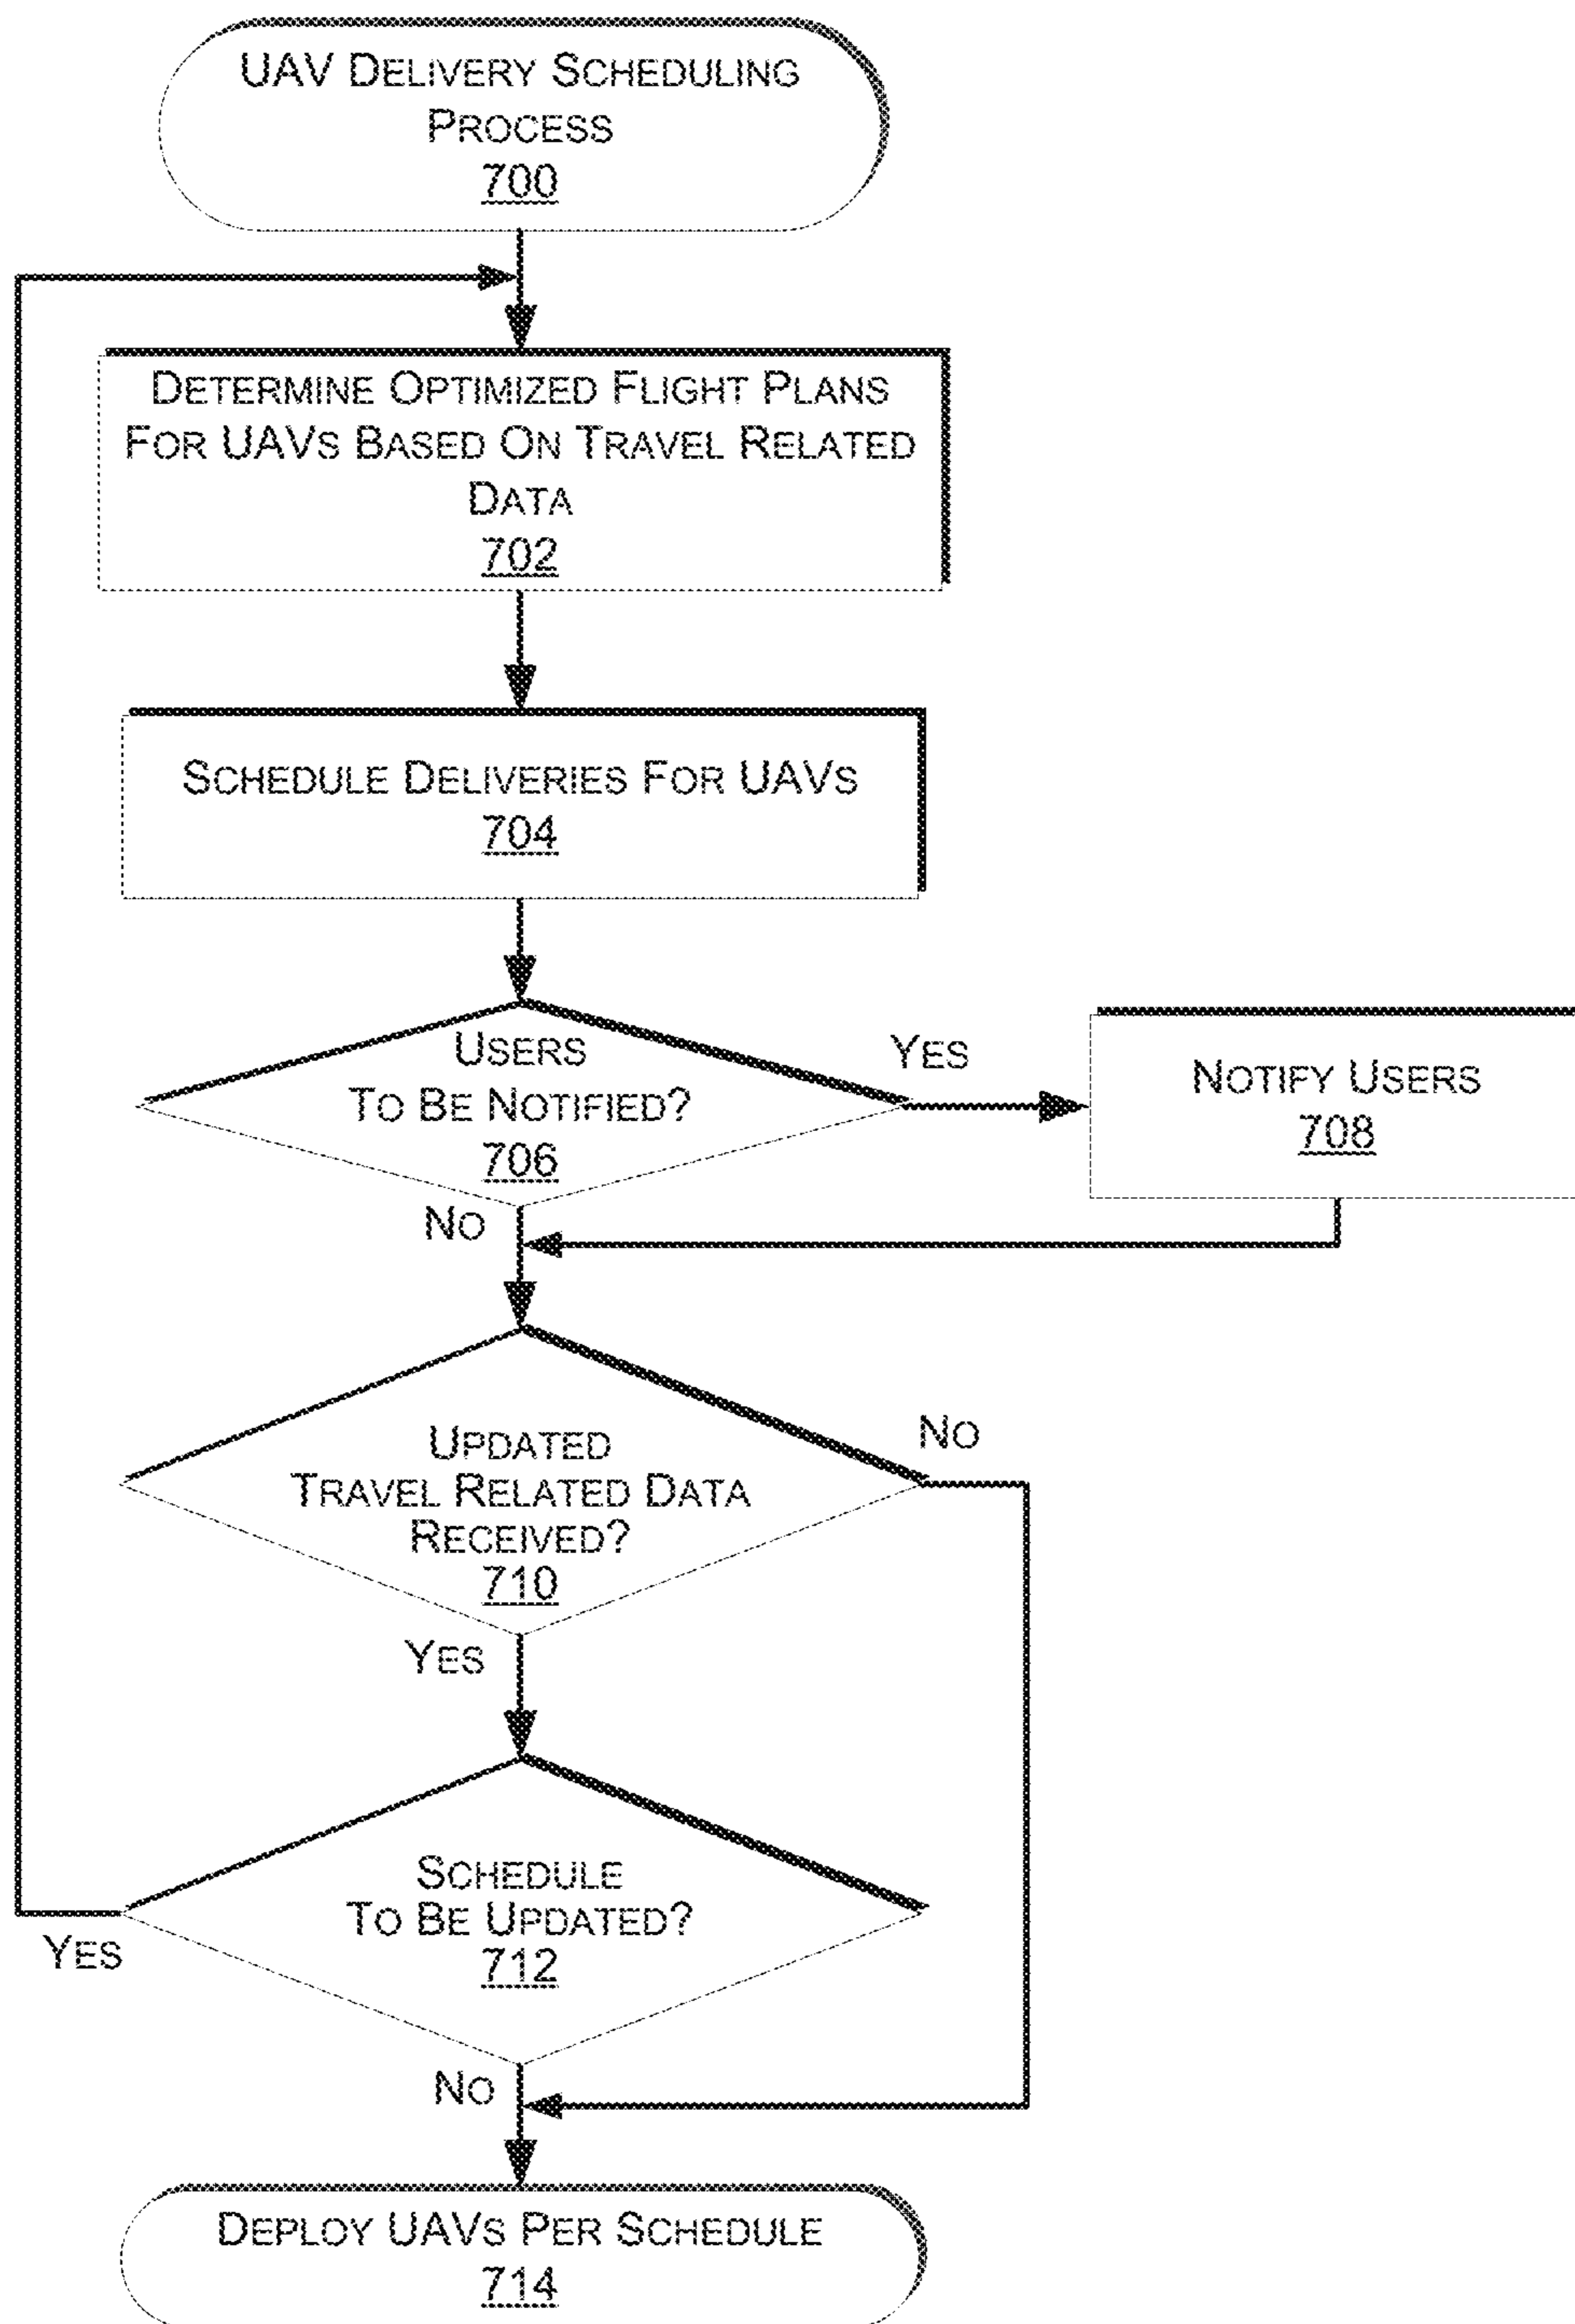 UAV DELIVERY SCHEDULING
PROCESS
700
DETERMINE OPTIMIZED FLIGHT PLANS
FOR UAVS BASED ON TRAVEL RELATED
DATA
702
SCHEDULE DELIVERIES FOR UAVS
704
USERS
TO BE NOTIFIED?
706
YES
NOTIFY USERS
708
NO
UPDATED
TRAVEL RELATED DATA
RECEIVED?
710
NO
YES
SCHEDULE
TO BE UPDATED?
712
YES
NO
DEPLOY UAVS PER SCHEDULE
714